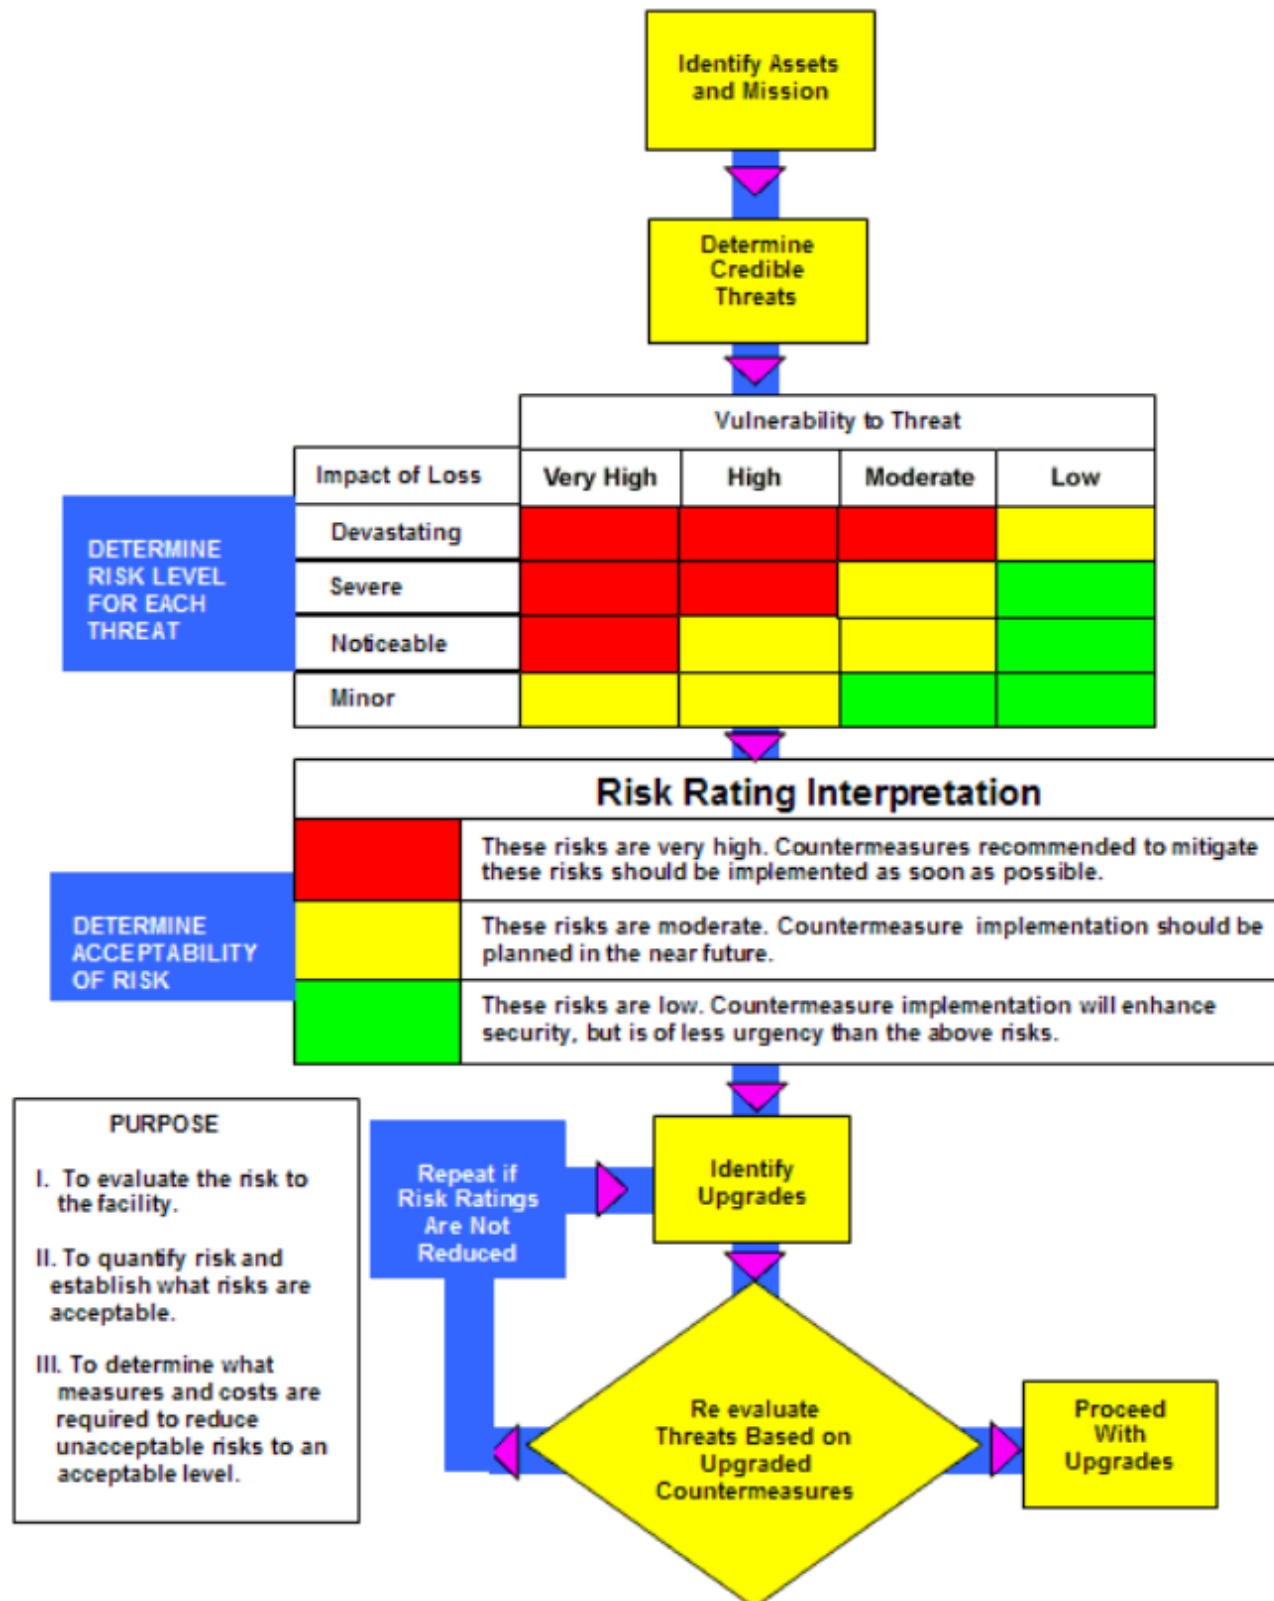 Identify Assets
and Mission
Determine
Credible
Threats
Vulnerability to Threat
Impact of Loss
Very High
High
Moderate
Low
DETERMINE
RISK LEVEL
FOR EACH
THREAT
Devastating
Severe
Noticeable
Minor
Risk Rating Interpretation
These risks are very high. Countermeasures recommended to mitigate
these risks should be implemented as soon as possible.
DETERMINE
ACCEPTABILITY
OF RISK
These risks are moderate. Countermeasure implementation should be
planned in the near future.
These risks are low. Countermeasure implementation will enhance
security, but is of less urgency than the above risks.
PURPOSE
I. To evaluate the risk to
the facility.
II. To quantify risk and
establish what risks are
acceptable.
III. To determine what
measures and costs are
required to reduce
unacceptable risks to an
acceptable level.
Repeat if
Risk Ratings
Are Not
Reduced
Identify
Upgrades
Re evaluate
Threats Based on
Upgraded
Countermeasures
Proceed
With
Upgrades